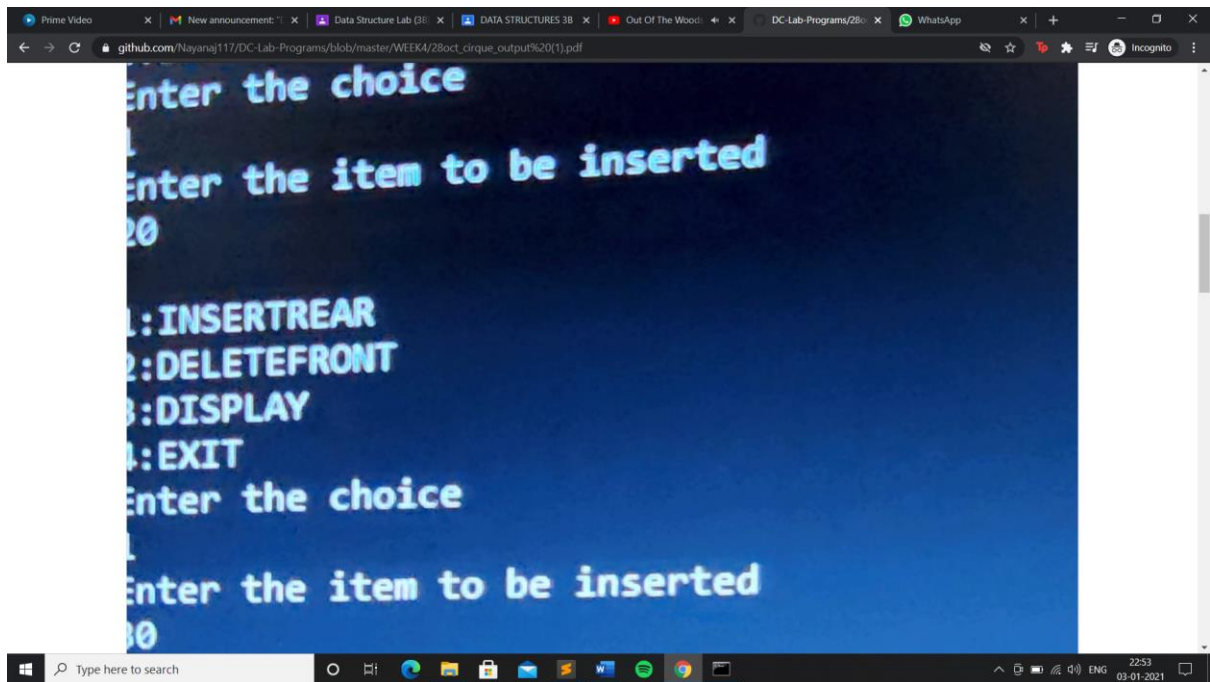 Prime Video
New announcement: "(
Data Structure Lab (3B)
DATA STRUCTURES 3B
Out Of The Woods
DC-Lab-Programs/28o
WhatsApp
github.com/Nayanaj117/DC-Lab-Programs/blob/master/WEEK4/28oct_cirque_output%20(1).pdf
Tp
Incognito
Enter the choice
1
Enter the item to be inserted
20
1:INSERTREAR
2:DELETEFRONT
3:DISPLAY
4:EXIT
Enter the choice
1
Enter the item to be inserted
30
Type here to search
ENG
22:53
03-01-2021